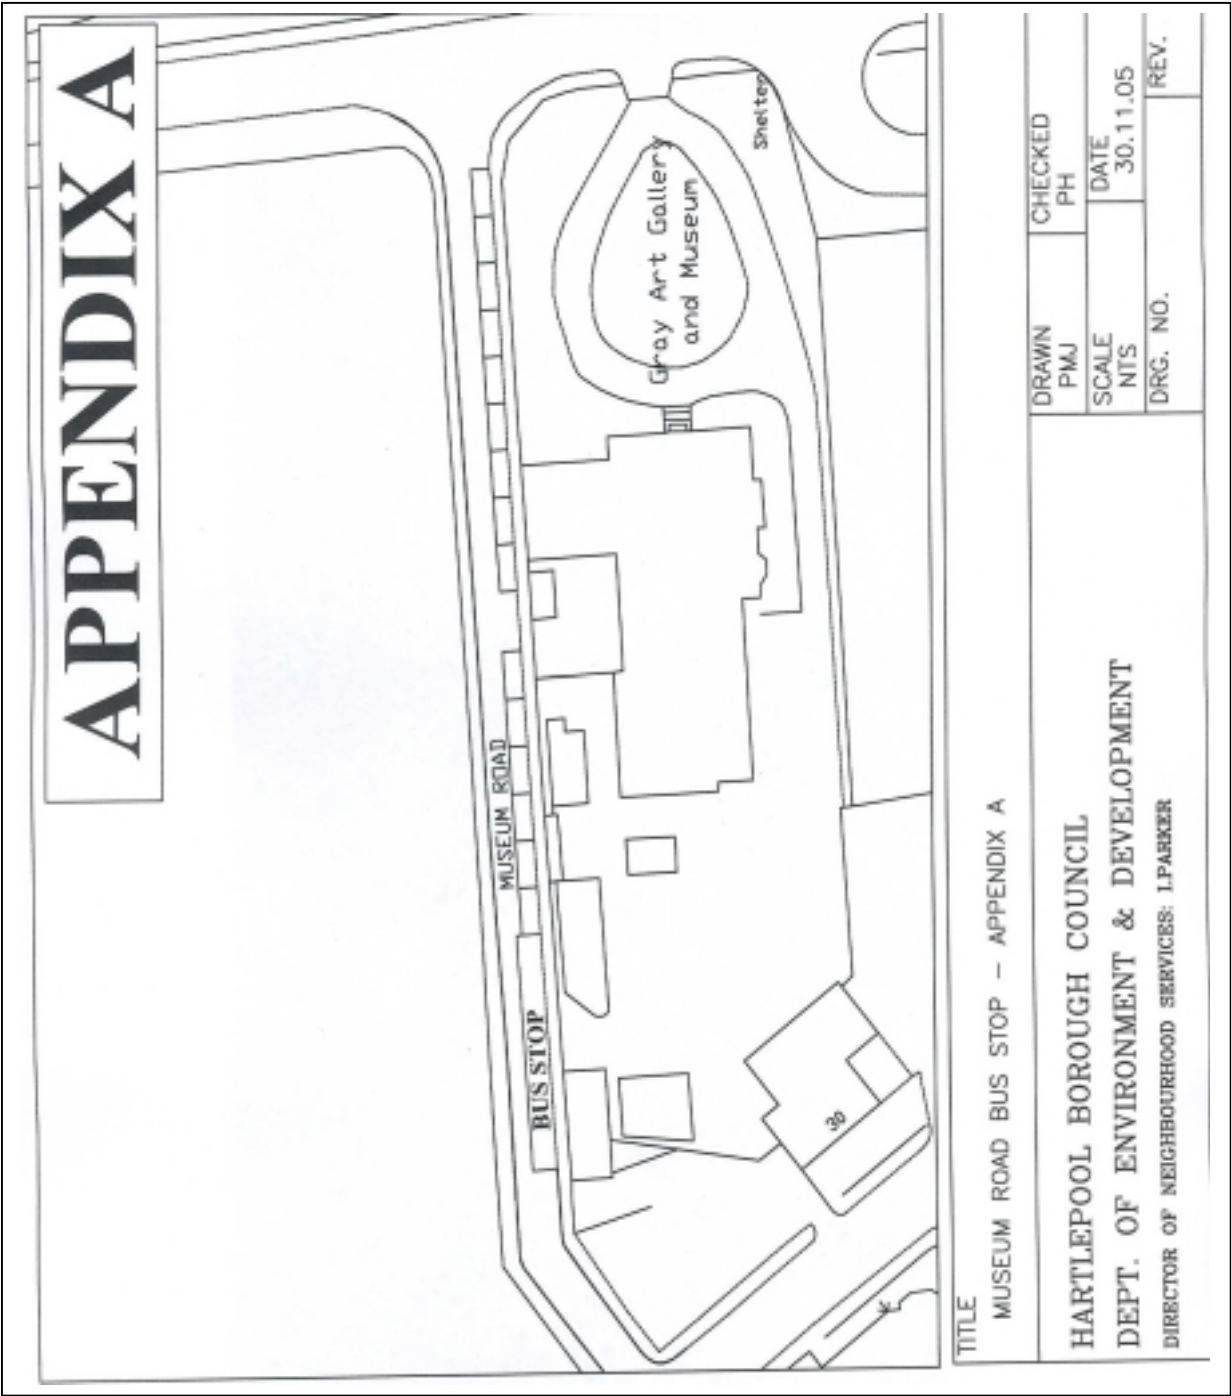 APPENDIX A
MUSEUM ROAD
BUS STOP
Gray Art Gallery
and Museum
Shelter
30
TITLE
MUSEUM ROAD BUS STOP – APPENDIX A
HARTLEPOOL BOROUGH COUNCIL
DEPT. OF ENVIRONMENT & DEVELOPMENT
DIRECTOR OF NEIGHBOURHOOD SERVICES: I.PARKER
DRAWN
PMJ
CHECKED
PH
SCALE
NTS
DATE
30.11.05
DRG. NO.
REV.